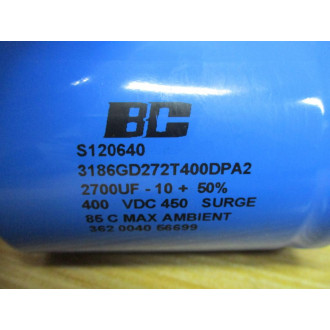 BC
S120640
3186GD272T400DPA2
2700UF - 10 + 50%
400 VDC 450 SURGE
85 C MAX AMBIENT
362 0040 56699